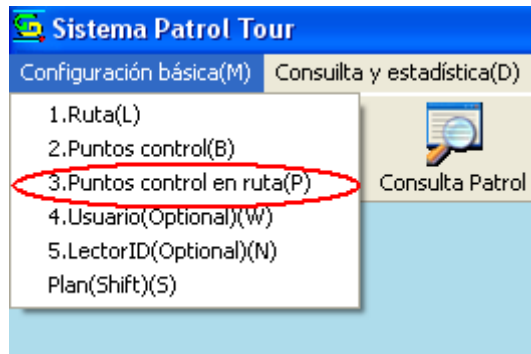 Sistema Patrol Tour
Configuración básica(M) Consuilta y estadística(D)
1.Ruta(L)
2.Puntos control(B)
3.Puntos control en ruta(P)
4.Usuario(Optional)(W)
5.LectorID(Optional)(N)
Plan(Shift)(S)
Consulta Patrol